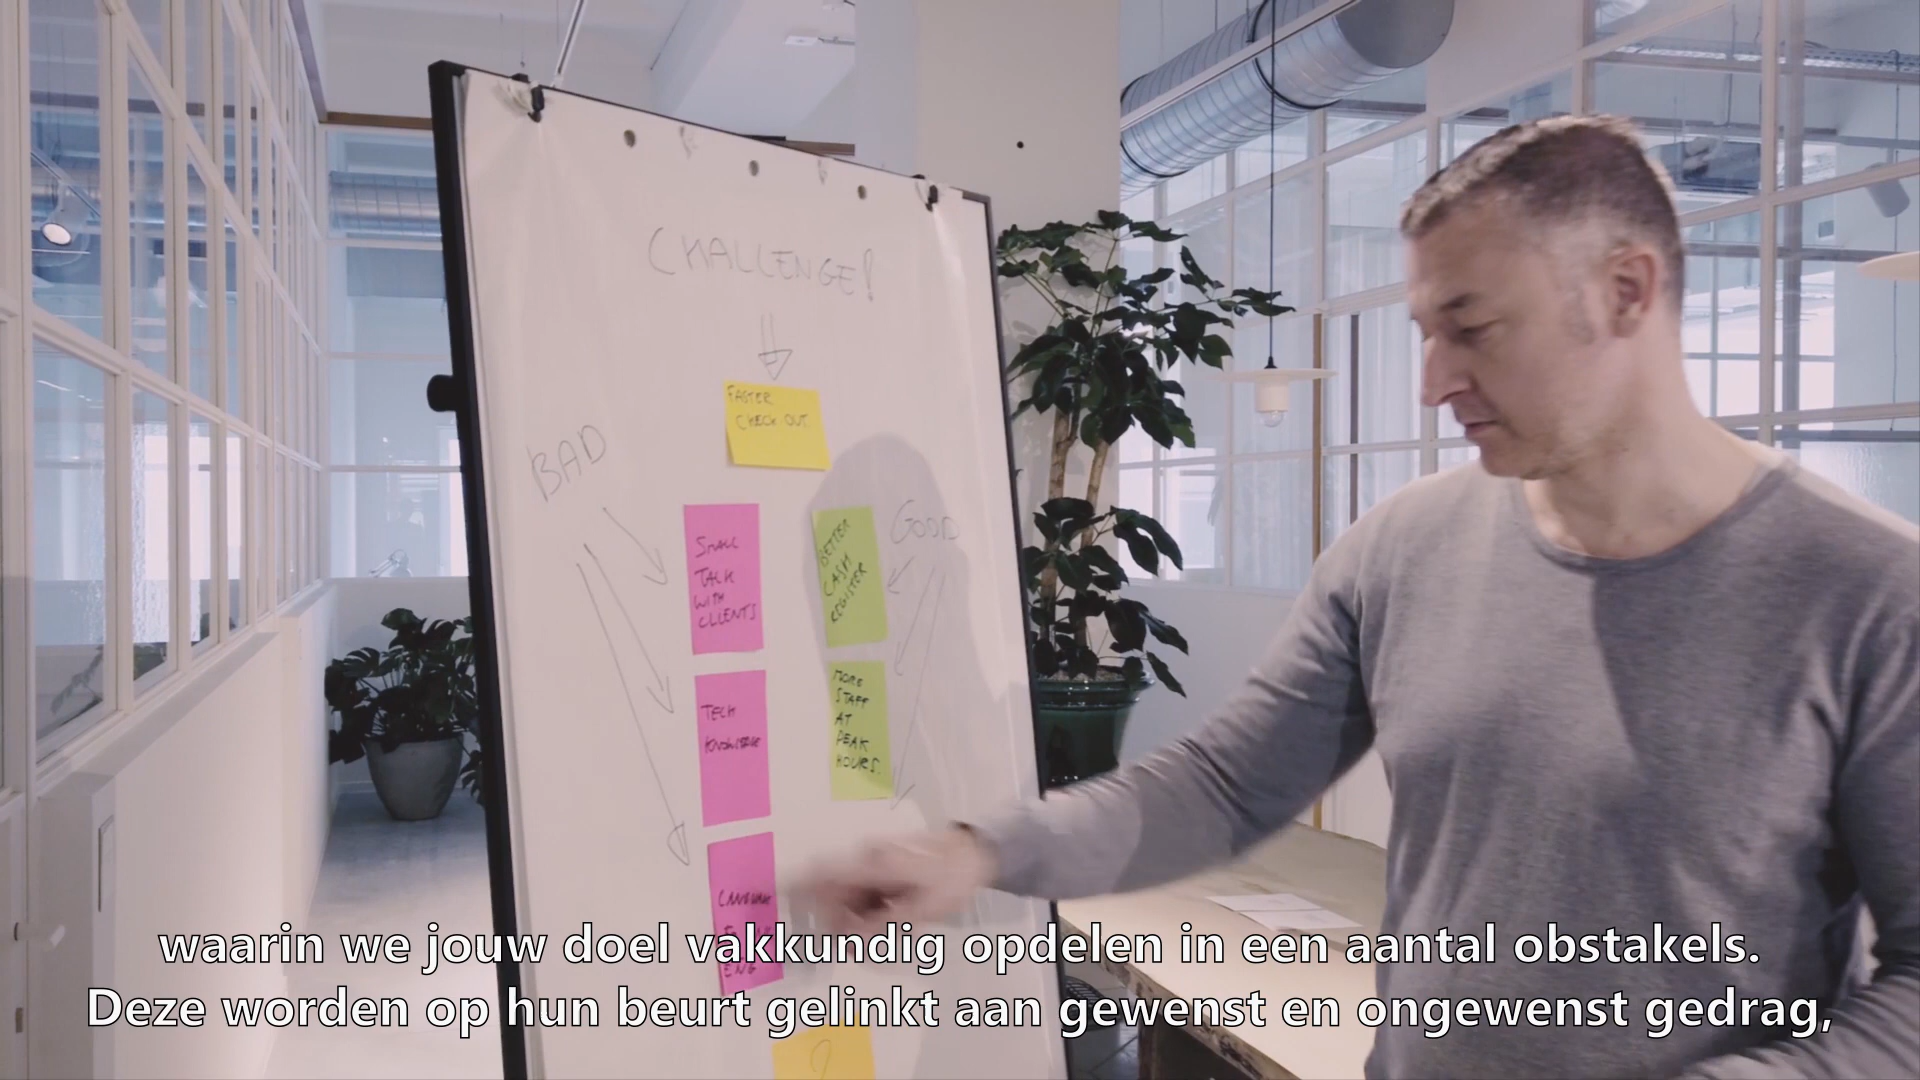 CHALLENGE!
FASTER
CHECK OUT
BAD
GOOD
SMALL
TALK
WITH
CLIENTS
BETTER
CASH
REGISTER
TECH
KNOWLEDGE
MORE
STAFF
AT
PEAK
HOURS.
LANGUAGE
ENG
?
waarin we jouw doel vakkundig opdelen in een aantal obstakels.
Deze worden op hun beurt gelinkt aan gewenst en ongewenst gedrag,